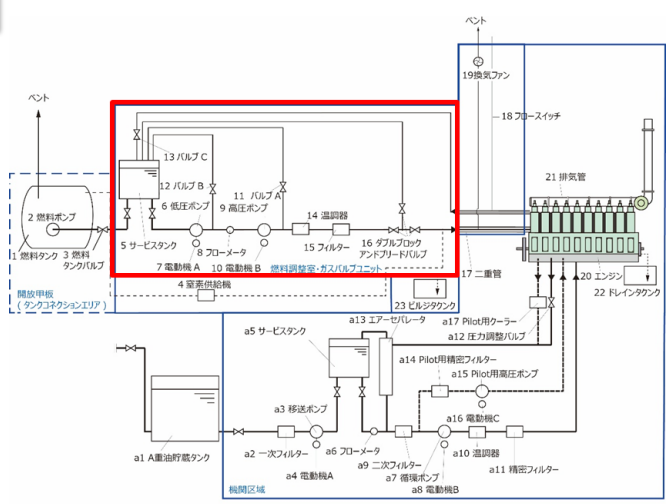 ベント
19換気ファン
18 フロースイッチ
ベント
13 バルブ C
12 バルブ B
11 バルブ A
6 低圧ポンプ
9 高圧ポンプ
21 排気管
2 燃料ポンプ
14 温調器
1 燃料タンク
3 燃料
タンクバルブ
5 サービスタンク
8 フローメータ
15 フィルター
16 ダブルブロック
アンドブリードバルブ
7 電動機 A
10 電動機 B
燃料調整室・ガスバルブユニット
17 二重管
20 エンジン
4 窒素供給機
22 ドレインタンク
開放甲板
(タンクコネクションエリア)
23 ビルジタンク
a13 エアーセパレータ
a17 Pilot用クーラー
a5 サービスタンク
a12 圧力調整バルブ
a14 Pilot用精密フィルター
a15 Pilot用高圧ポンプ
a3 移送ポンプ
a16 電動機C
a1 A重油貯蔵タンク
a2 一次フィルター
a6 フローメータ
a10 温調器
a9 二次フィルター
a11 精密フィルター
a4 電動機A
a7 循環ポンプ
a8 電動機B
機関区域